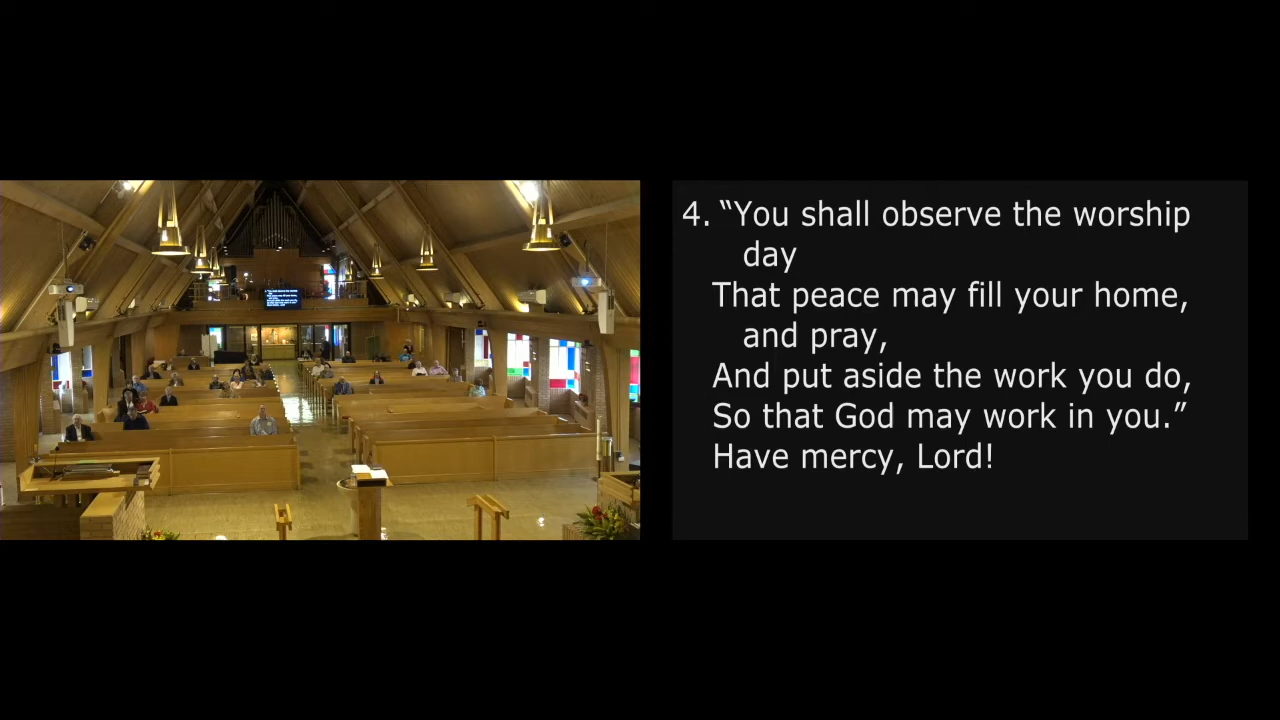 4. “You shall observe the worship
day
That peace may fill your home,
and pray,
And put aside the work you do,
So that God may work in you.”
Have mercy, Lord!